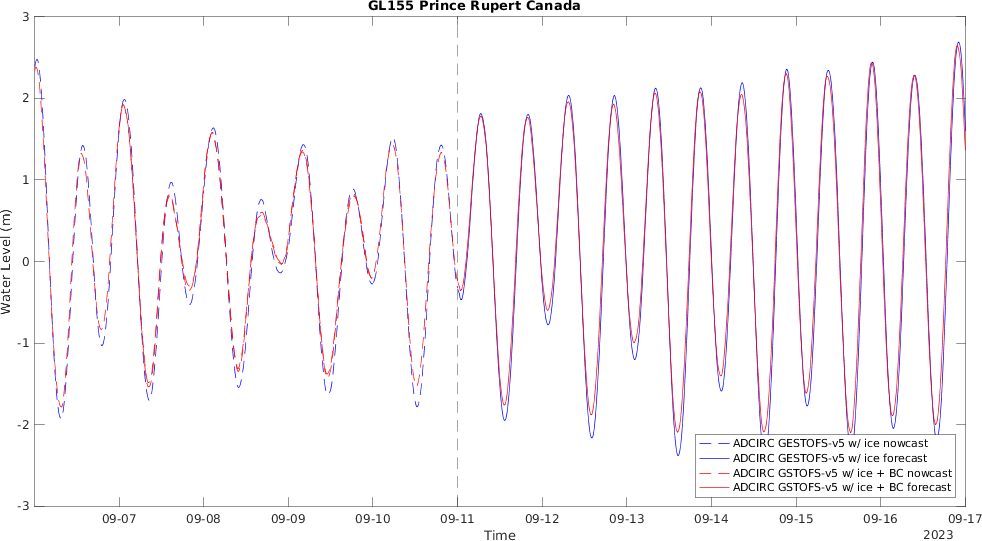 GL155 Prince Rupert Canada
3
2
1
0
-1
-2
-3
Water Level (m)
09-07 09-08 09-09 09-10 09-11 09-12 09-13 09-14 09-15 09-16 09-17
Time
2023
ADCIRC GESTOFS-v5 w/ ice nowcast
ADCIRC GESTOFS-v5 w/ ice forecast
ADCIRC GSTOFS-v5 w/ ice + BC nowcast
ADCIRC GSTOFS-v5 w/ ice + BC forecast